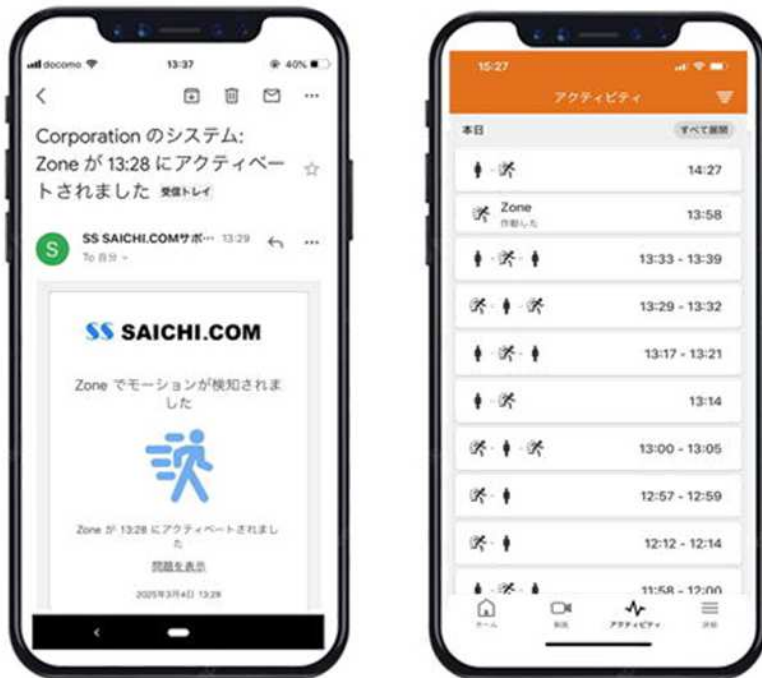 docomo
13:37
40%
Corporation のシステム:
Zone が 13:28 にアクティベー
トされました 受信トレイ
S
SS SAICHI.COMサポ… 13:29
To 自分
SS SAICHI.COM
Zone でモーションが検知されま
した
Zone が 13:28 にアクティベートされまし
た
問題を表示
2025年3月4日 13:28
15:27
アクティビティ
本日
すべて展開
14:27
Zone
作動した
13:58
13:33 - 13:39
13:29 - 13:32
13:17 - 13:21
13:14
13:00 - 13:05
12:57 - 12:59
12:12 - 12:14
11:58 - 12:00
ホーム
アクティビティ